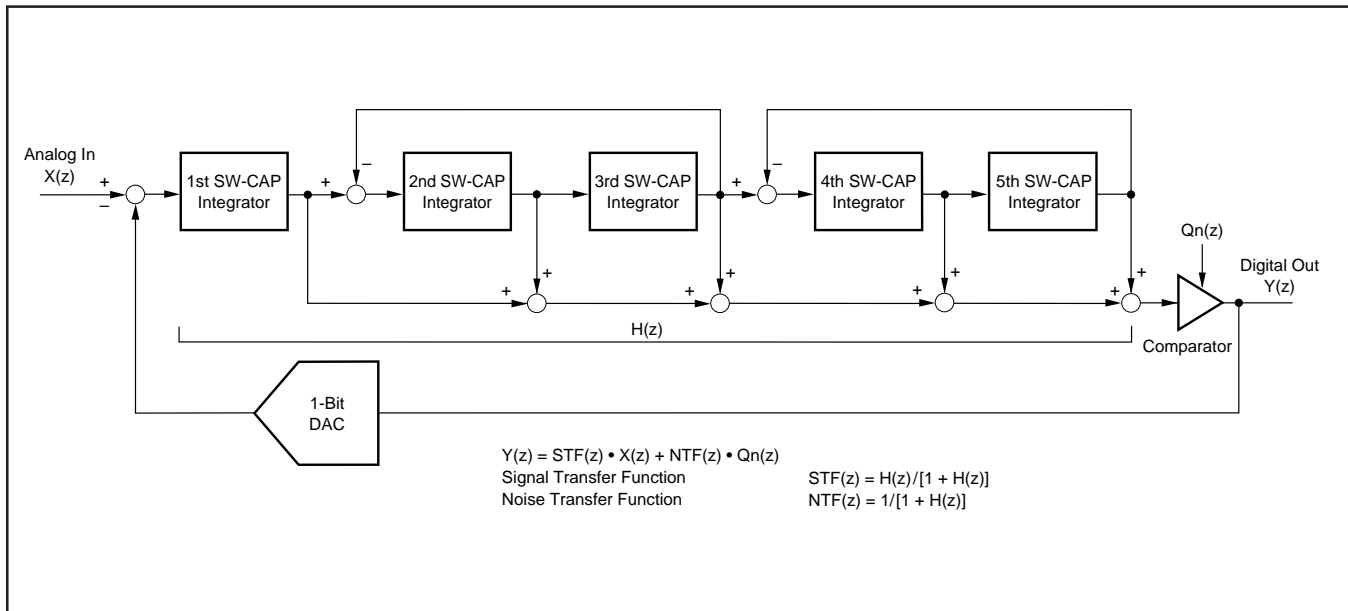 Analog In
X(z)
+
−
1st SW-CAP
Integrator
+
−
2nd SW-CAP
Integrator
3rd SW-CAP
Integrator
+
−
4th SW-CAP
Integrator
5th SW-CAP
Integrator
Qn(z)
Digital Out
Y(z)
+
+
+
+
+
+
+
+
H(z)
Comparator
1-Bit
DAC
Y(z) = STF(z) • X(z) + NTF(z) • Qn(z)
Signal Transfer Function STF(z) = H(z)/[1 + H(z)]
Noise Transfer Function NTF(z) = 1/[1 + H(z)]